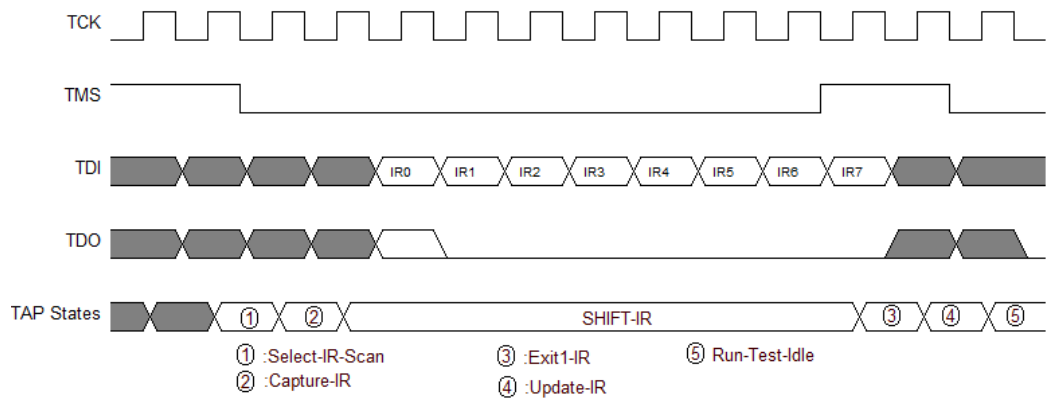 TCK
TMS
TDI IR0 IR1 IR2 IR3 IR4 IR5 IR6 IR7
TDO
TAP States ① ② SHIFT-IR ③ ④ ⑤
① :Select-IR-Scan ③ :Exit1-IR ⑤ Run-Test-Idle
② :Capture-IR ④ :Update-IR